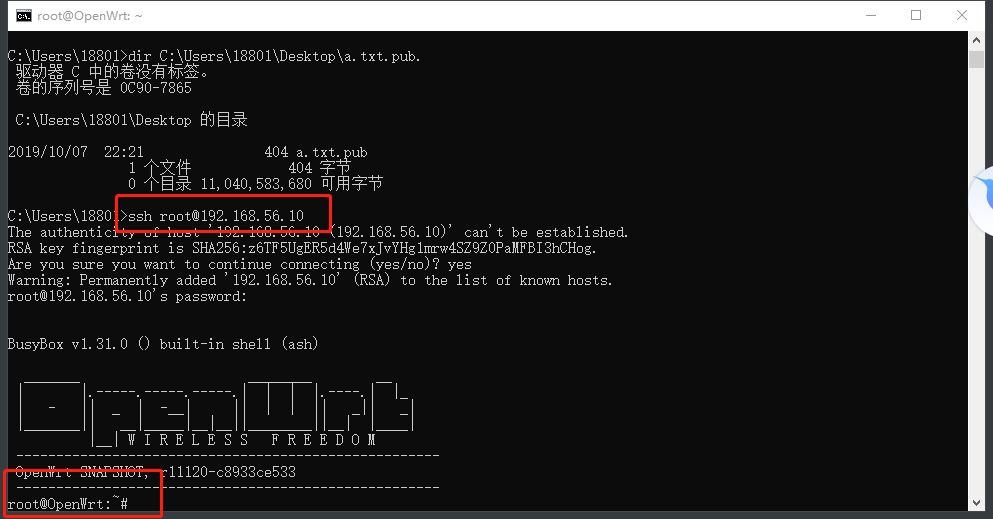 root@OpenWrt: ~
C:\Users\18801>dir C:\Users\18801\Desktop\a.txt.pub.
驱动器 C 中的卷没有标签。
卷的序列号是 0C90-7865
C:\Users\18801\Desktop 的目录
2019/10/07  22:21               404 a.txt.pub
1 个文件            404 字节
0 个目录 11,040,583,680 可用字节
C:\Users\18801>ssh root@192.168.56.10
The authenticity of host '192.168.56.10 (192.168.56.10)' can't be established.
RSA key fingerprint is SHA256:z6TF5UgER5d4We7xJvYHglmrw4SZ9Z0PaMFBI3hCHog.
Are you sure you want to continue connecting (yes/no)? yes
Warning: Permanently added '192.168.56.10' (RSA) to the list of known hosts.
root@192.168.56.10's password:
BusyBox v1.31.0 () built-in shell (ash)
OpenWrt
W I R E L E S S   F R E E D O M
OpenWrt SNAPSHOT, r11120-c8933ce533
root@OpenWrt:~#